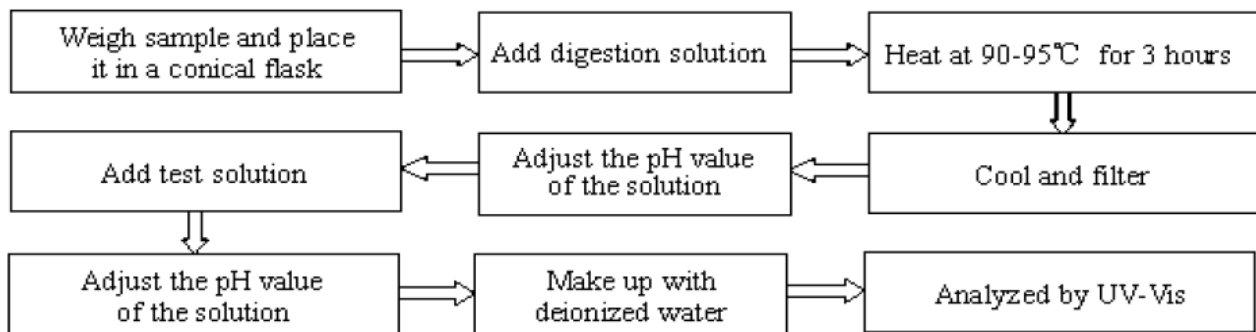 Weigh sample and place
it in a conical flask
Add digestion solution
Heat at 90-95℃ for 3 hours
Cool and filter
Adjust the pH value
of the solution
Add test solution
Adjust the pH value
of the solution
Make up with
deionized water
Analyzed by UV-Vis